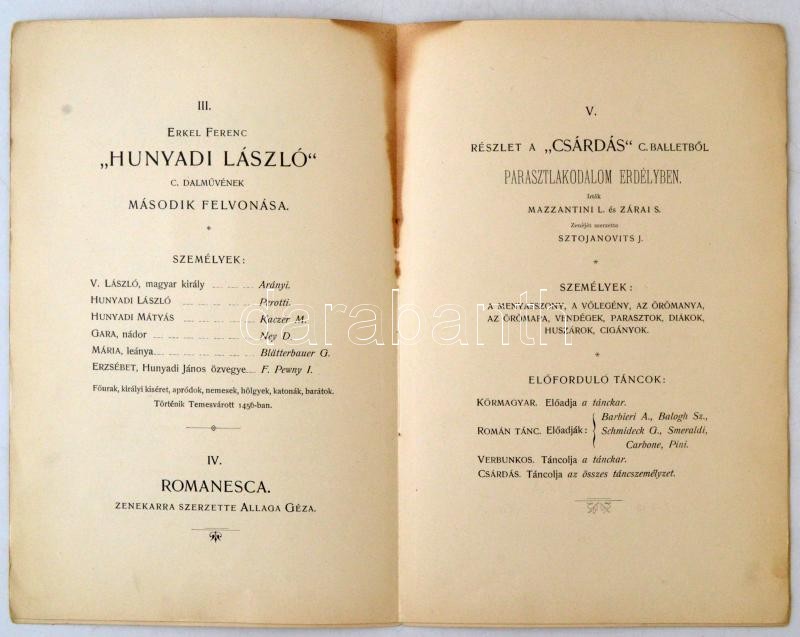 III.
ERKEL FERENC
„HUNYADI LÁSZLÓ“
C. DALMŰVÉNEK
MÁSODIK FELVONÁSA.
SZEMÉLYEK:
V. LÁSZLÓ, magyar király Arányi.
HUNYADI LÁSZLÓ Perotti.
HUNYADI MÁTYÁS Kaczer M.
GARA, nádor Ney D.
MÁRIA, leánya Blätterbauer G.
ERZSÉBET, Hunyadi János özvegye F. Pewny I.
Főurak, királyi kiséret, apródok, nemesek, hölgyek, katonák, barátok.
Történik Temesvárott 1456-ban.
IV.
ROMANESCA.
ZENEKARRA SZERZETTE ALLAGA GÉZA.
V.
RÉSZLET A „CSÁRDÁS“ C. BALLETBŐL
PARASZTLAKODALOM ERDÉLYBEN.
Irták
MAZZANTINI L. és ZÁRAI S.
Zenéjét szerzette
SZTOJANOVITS J.
SZEMÉLYEK:
A MENYASSZONY, A VŐLEGÉNY, AZ ÖRÖMANYA,
AZ ÖRÖMAPA, VENDÉGEK, PARASZTOK, DIÁKOK,
HUSZÁROK, CIGÁNYOK.
ELŐFORDULÓ TÁNCOK:
KÖRMAGYAR. Előadja a tánckar.
ROMÁN TÁNC. Előadják: Barbieri A., Balogh Sz.,
Schmideck G., Smeraldi,
Carbone, Pini.
VERBUNKOS. Táncolja a tánckar.
CSÁRDÁS. Táncolja az összes táncszemélyzet.
darabanth